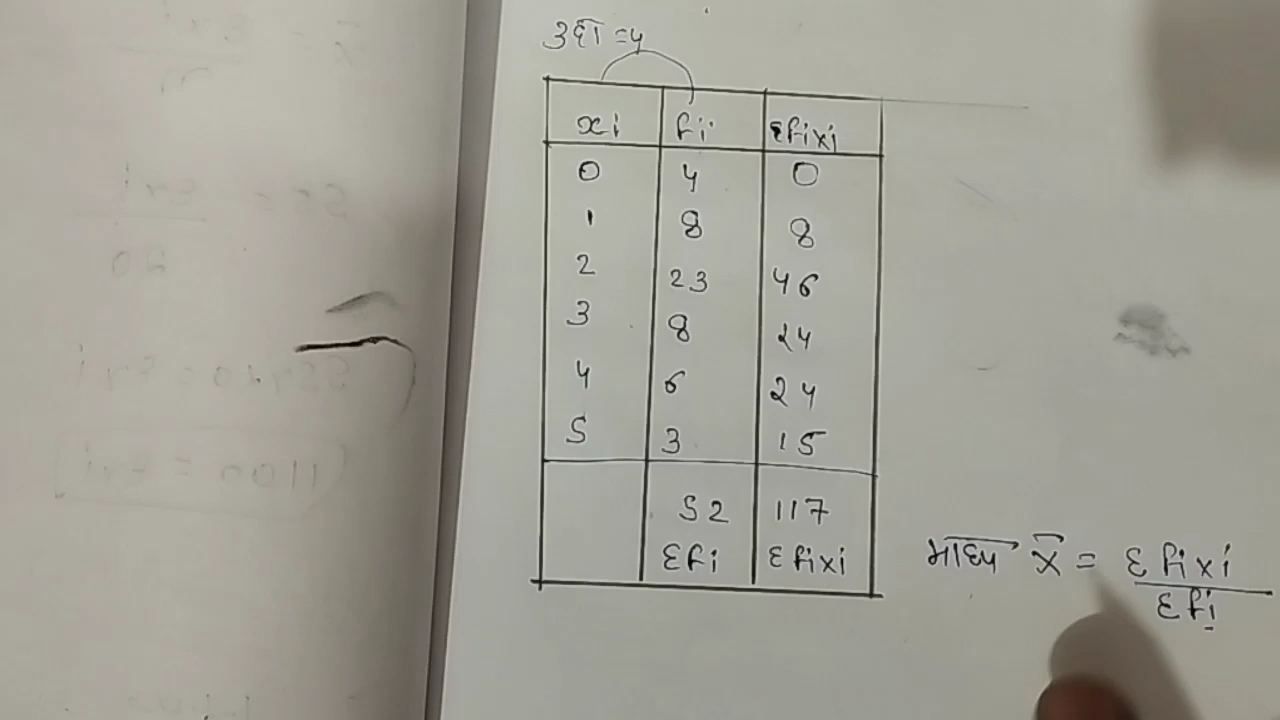 उदा = 4
xi fi Σfixi
0 4 0
1 8 8
2 23 46
3 8 24
4 6 24
5 3 15
52 117
Σfi Σfixi
माध्य x̄ = Σfixi
Σfi